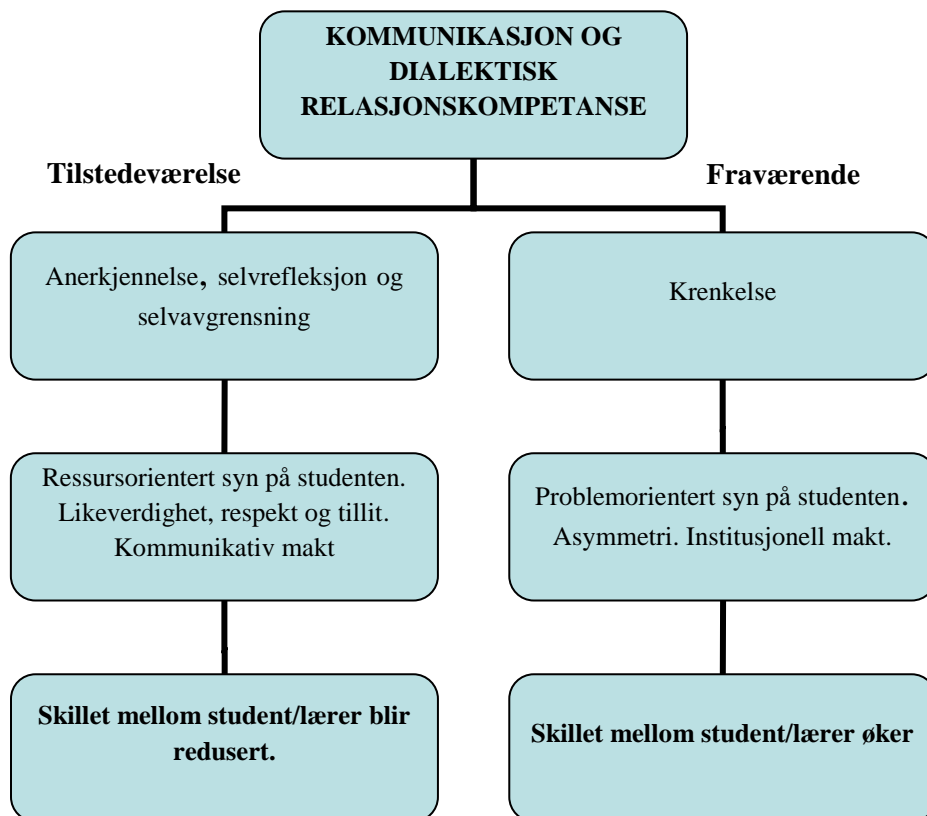 KOMMUNIKASJON OG
DIALEKTISK
RELASJONSKOMPETANSE
Tilstedeværelse
Fraværende
Anerkjennelse, selvrefleksjon og
selvavgrensning
Krenkelse
Ressursorientert syn på studenten.
Likeverdighet, respekt og tillit.
Kommunikativ makt
Problemorientert syn på studenten.
Asymmetri. Institusjonell makt.
Skillet mellom student/lærer blir
redusert.
Skillet mellom student/lærer øker